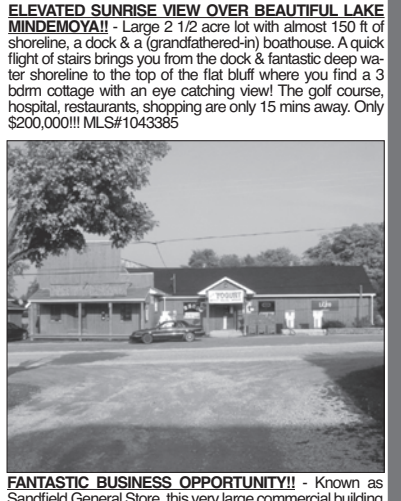 ELEVATED SUNRISE VIEW OVER BEAUTIFUL LAKE
MINDEMOYA!! - Large 2 1/2 acre lot with almost 150 ft of
shoreline, a dock & a (grandfathered-in) boathouse. A quick
flight of stairs brings you from the dock & fantastic deep wa-
ter shoreline to the top of the flat bluff where you find a 3
bdrm cottage with an eye catching view! The golf course,
hospital, restaurants, shopping are only 15 mins away. Only
$200,000!!! MLS#1043385
YOGURT
FANTASTIC BUSINESS OPPORTUNITY!! - Known as
Sandfield General Store, this very large commercial building